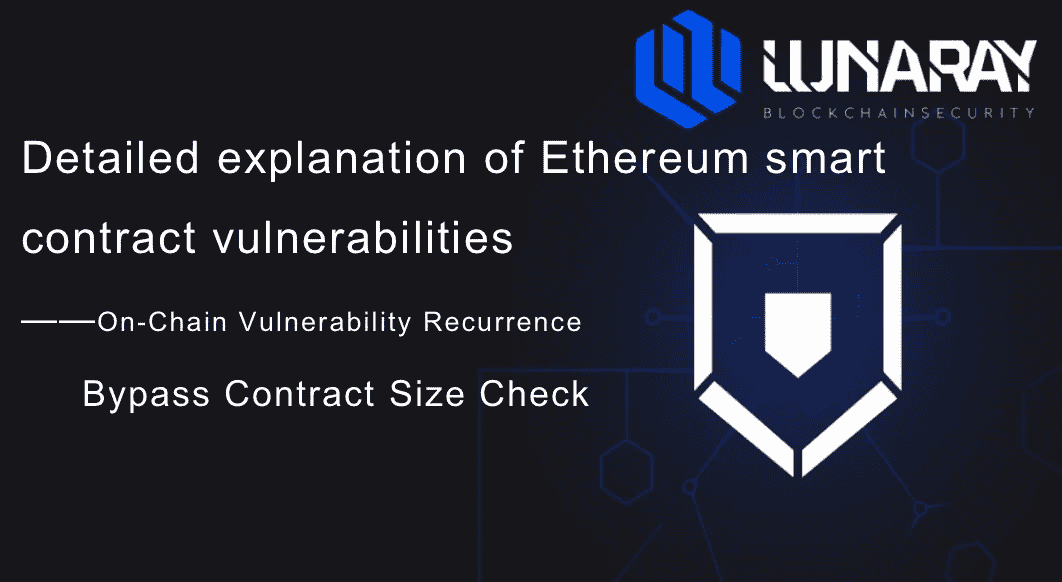 LUNARAY
BLOCKCHAINSECURITY
Detailed explanation of Ethereum smart
contract vulnerabilities
——On-Chain Vulnerability Recurrence
Bypass Contract Size Check